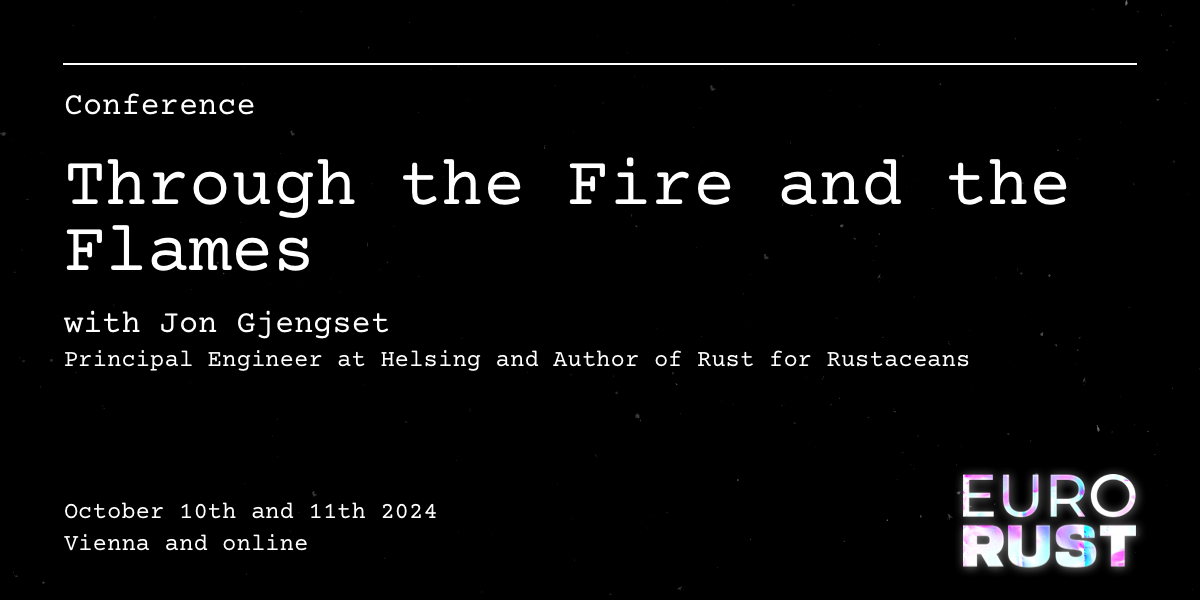 Conference
Through the Fire and the
Flames
with Jon Gjengset
Principal Engineer at Helsing and Author of Rust for Rustaceans
October 10th and 11th 2024
Vienna and online
EURO
RUST